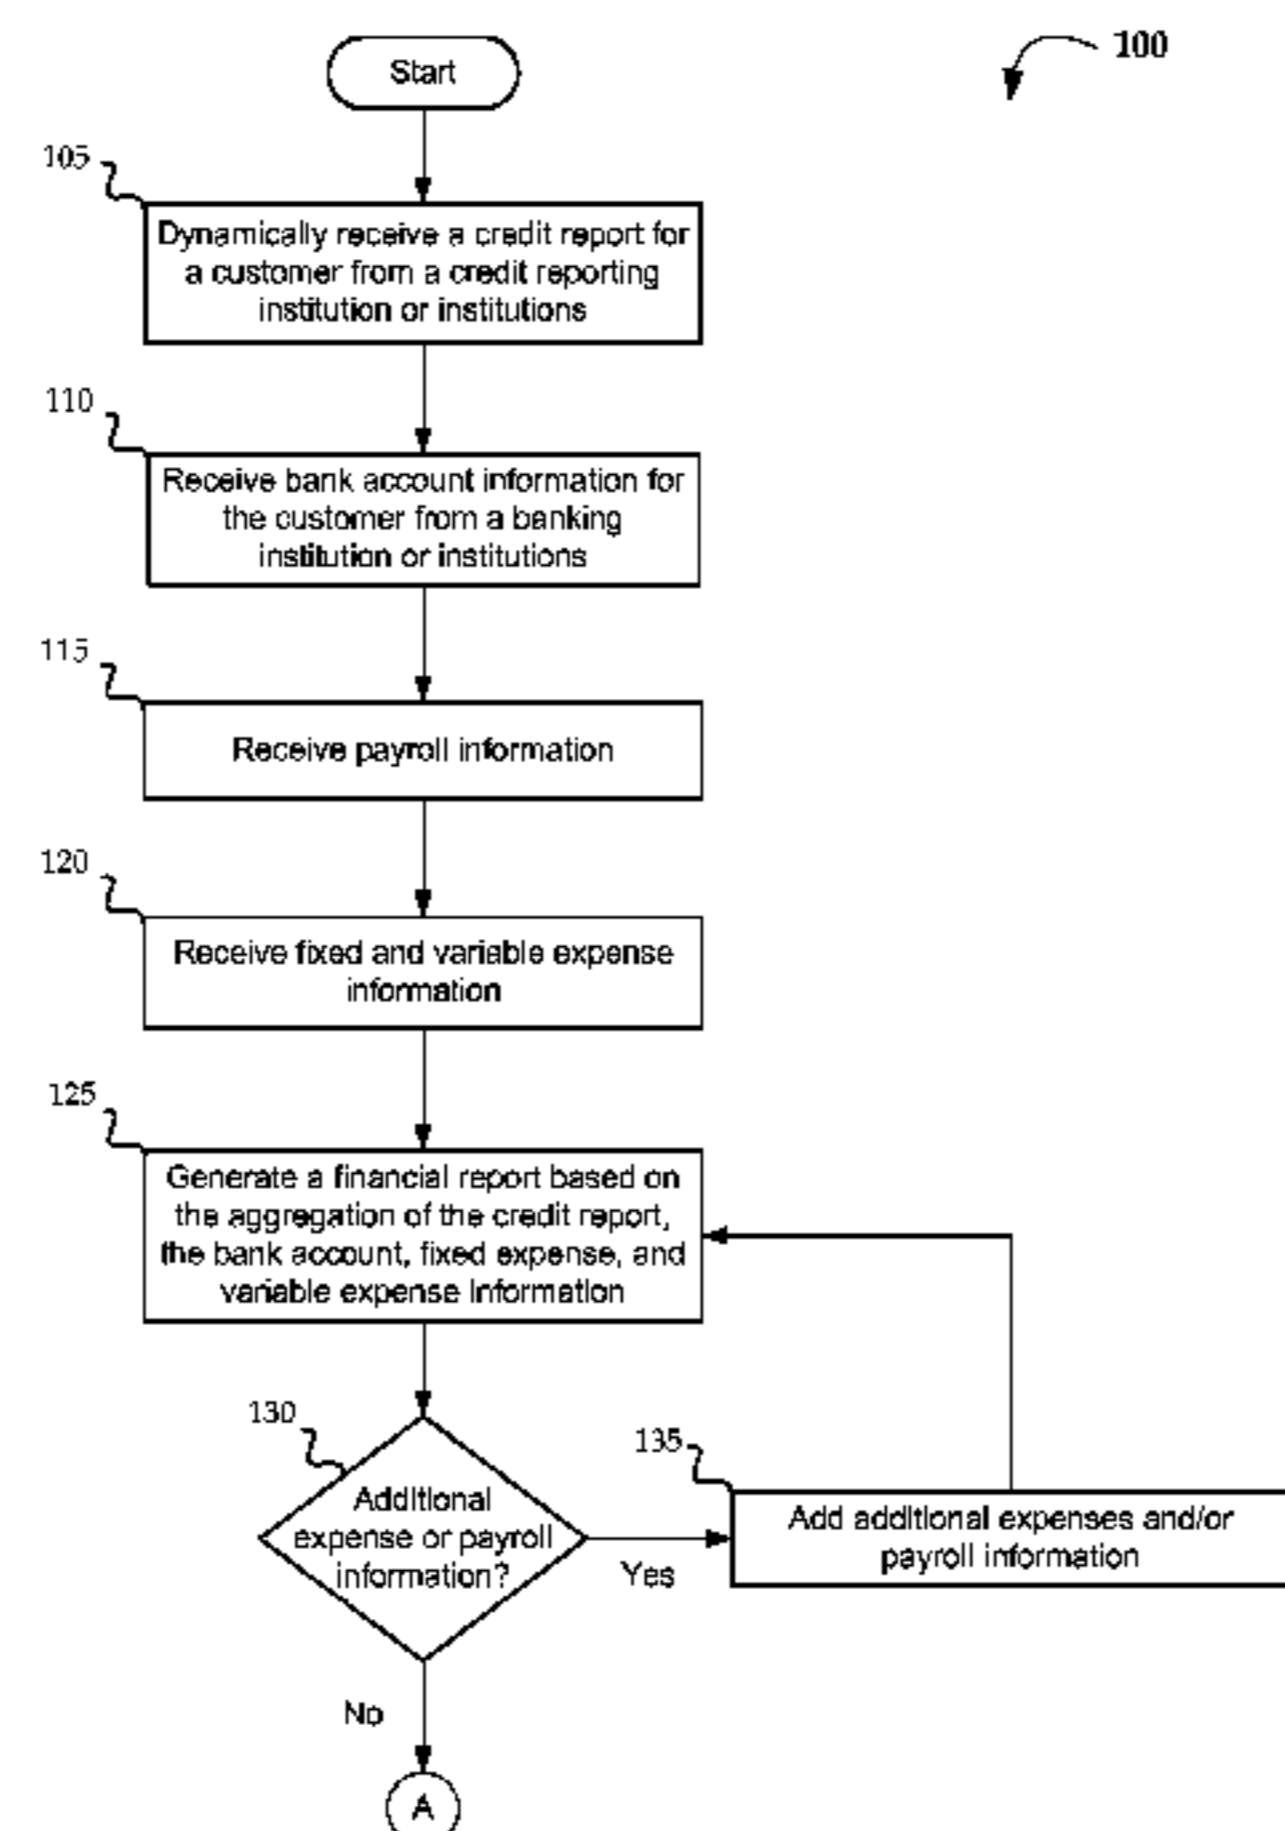 Start
100
105
Dynamically receive a credit report for
a customer from a credit reporting
institution or institutions
110
Receive bank account information for
the customer from a banking
institution or institutions
115
Receive payroll information
120
Receive fixed and variable expense
information
125
Generate a financial report based on
the aggregation of the credit report,
the bank account, fixed expense, and
variable expense information
130
Additional
expense or payroll
information?
Yes
135
Add additional expenses and/or
payroll information
No
A